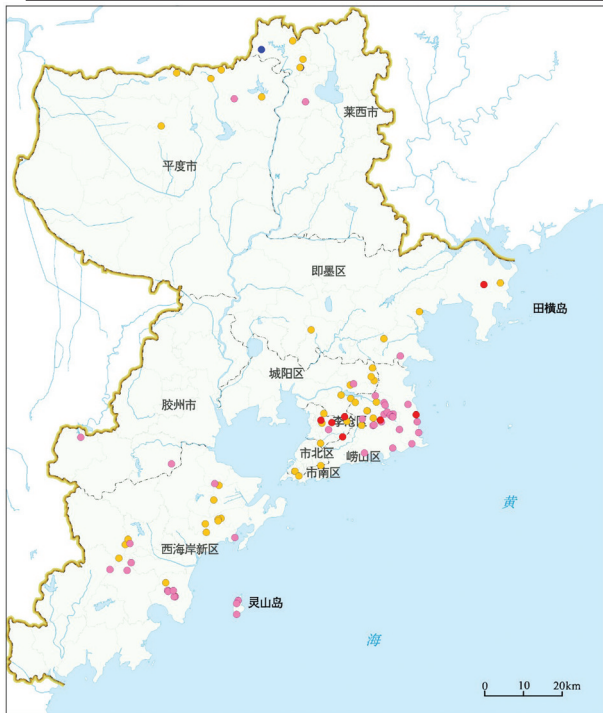 莱西市
平度市
即墨区
田横岛
城阳区
胶州市
李沧区
市北区
崂山区
市南区
黄
西海岸新区
灵山岛
海
0 10 20km